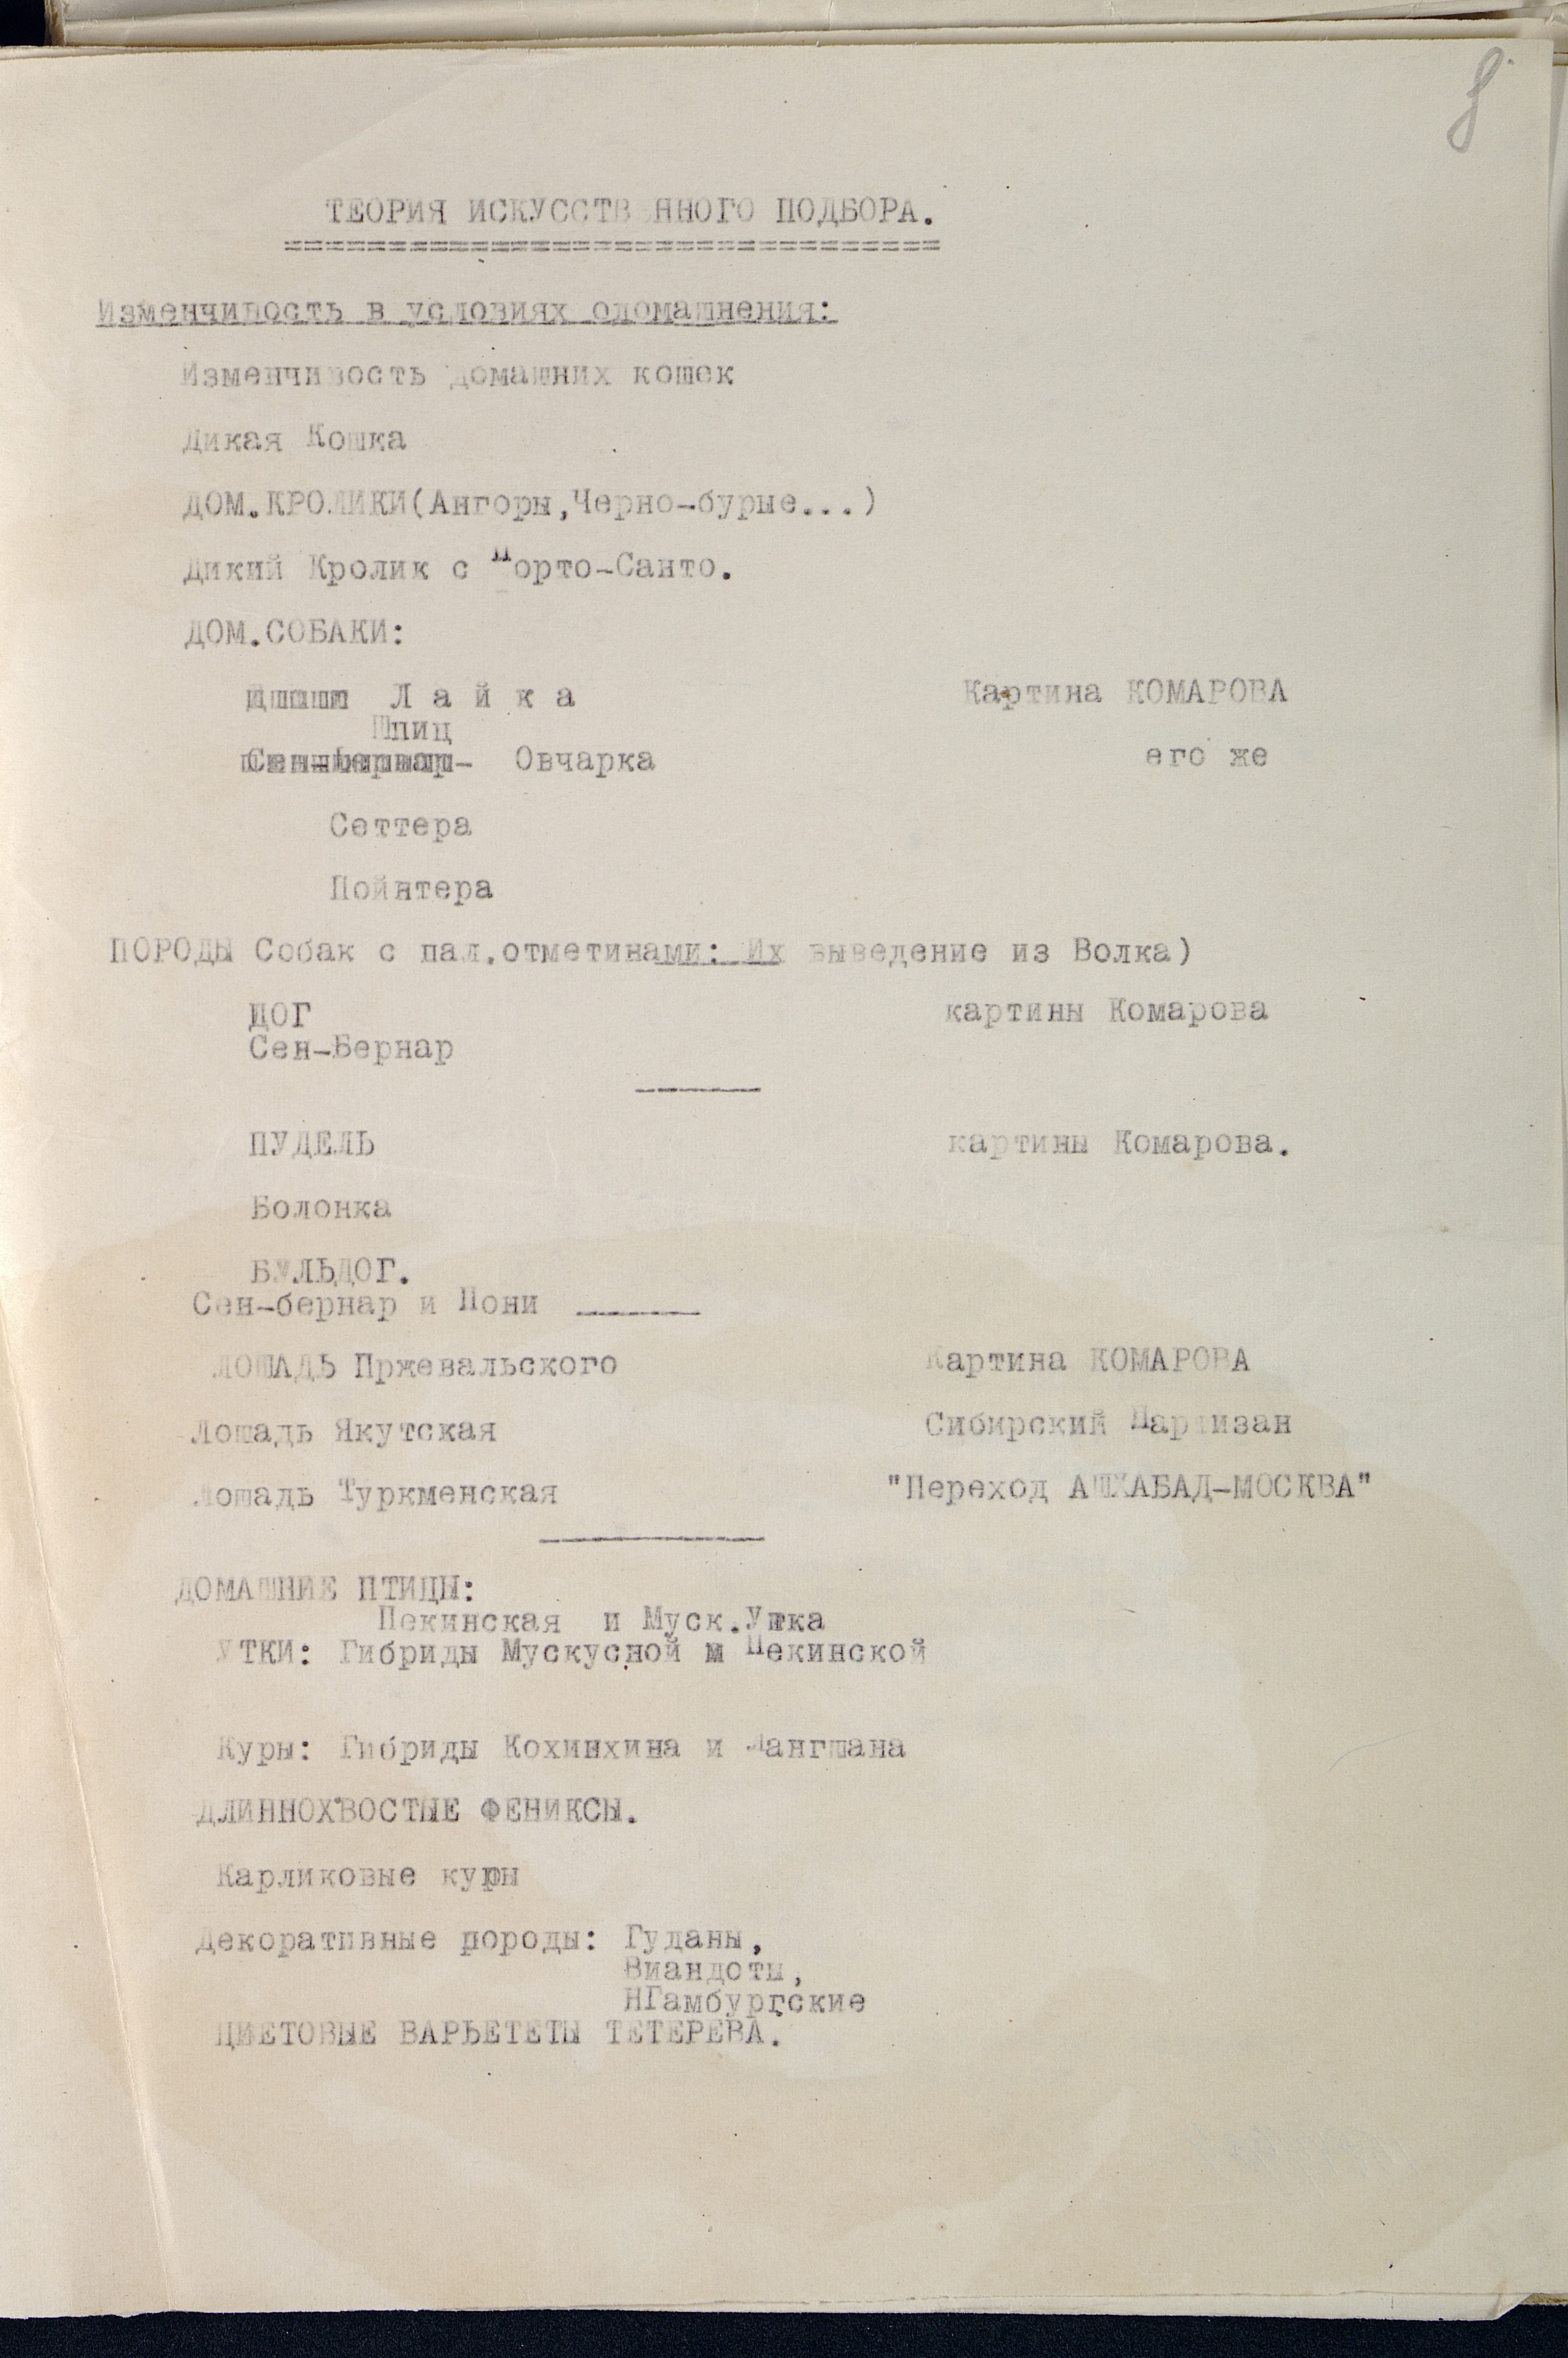 8
ТЕОРИЯ ИСКУССТВЕННОГО ПОДБОРА.
================================
Изменчивость в условиях одомашнения:
Изменчивость домашних кошек
Дикая Кошка
ДОМ.КРОЛИКИ(Ангоры,Черно-бурые...)
Дикий Кролик с Порто-Санто.
ДОМ.СОБАКИ:
Л а й к а Картина КОМАРОВА
Шпиц
Овчарка его же
Сеттера
Пойнтера
ПОРОДЫ Собак с пал.отметинами: Их выведение из Волка)
ДОГ картины Комарова
Сен-Бернар
ПУДЕЛЬ картины Комарова.
Болонка
БУЛЬДОГ.
Сен-бернар и Пони
ЛОШАДЬ Пржевальского Картина КОМАРОВА
Лошадь Якутская Сибирский Партизан
Лошадь Туркменская "Переход АШХАБАД-МОСКВА"
ДОМАШНИЕ ПТИЦЫ:
Пекинская и Муск.Утка
УТКИ: Гибриды Мускусной и Пекинской
Куры: Гибриды Кохинхина и Лангшана
ДЛИННОХВОСТЫЕ ФЕНИКСЫ.
Карликовые куры
Декоративные породы: Гуданы,
Виандоты,
НГамбургские
ЦВЕТОВЫЕ ВАРЬЕТЕТЫ ТЕТЕРЕВА.